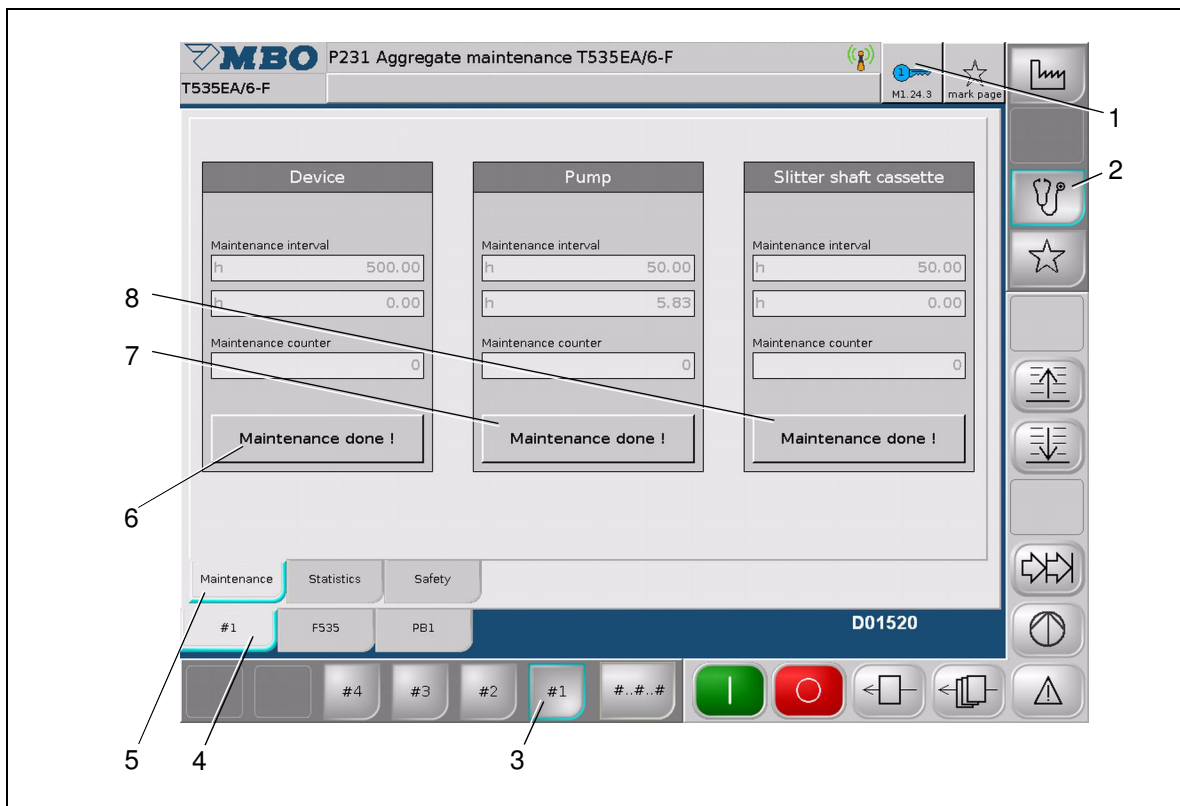 MBO P231 Aggregate maintenance T535EA/6-F
T535EA/6-F
1
M1.24.3 mark page
1
2
Device Pump Slitter shaft cassette
Maintenance interval Maintenance interval Maintenance interval
h 500.00 h 50.00 h 50.00
h 0.00 h 5.83 h 0.00
8
Maintenance counter Maintenance counter Maintenance counter
7
0 0 0
Maintenance done ! Maintenance done ! Maintenance done !
6
Maintenance Statistics Safety
#1 F535 PB1 D01520
#4 #3 #2 #1 #..#..#
5 4 3